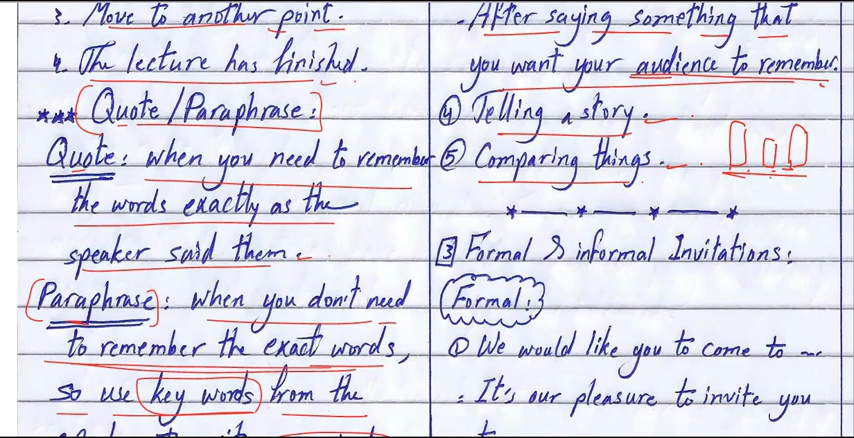 3. Move to another point.
4. The lecture has finished.
*** Quote/Paraphrase:
Quote: when you need to remember
the words exactly as the
speaker said them.
Paraphrase: when you don't need
to remember the exact words,
so use key words from the
- After saying something that
you want your audience to remember.
④ Telling a story.
⑤ Comparing things.
3 Formal & informal Invitations:
Formal:
① We would like you to come to ...
- It's our pleasure to invite you